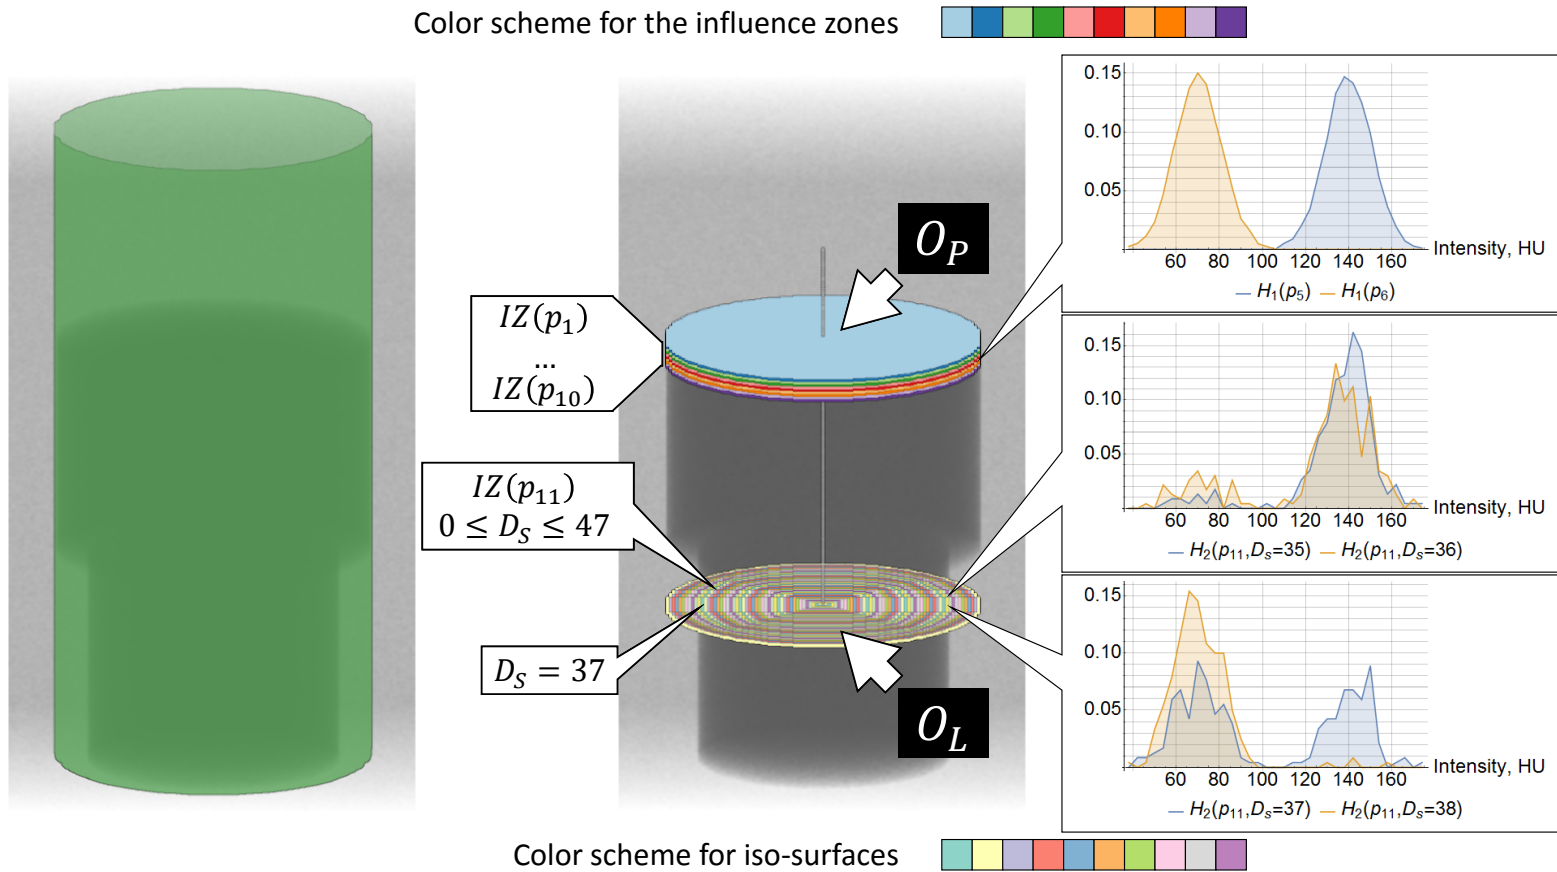 Color scheme for the influence zones
O_P
IZ(p_1)
...
IZ(p_10)
IZ(p_11)
0 ≤ D_S ≤ 47
D_S = 37
O_L
0.15
0.10
0.05
60 80 100 120 140 160
Intensity, HU
H_1(p_5) H_1(p_6)
0.15
0.10
0.05
60 80 100 120 140 160
Intensity, HU
H_2(p_11,D_s=35) H_2(p_11,D_s=36)
0.15
0.10
0.05
60 80 100 120 140 160
Intensity, HU
H_2(p_11,D_s=37) H_2(p_11,D_s=38)
Color scheme for iso-surfaces